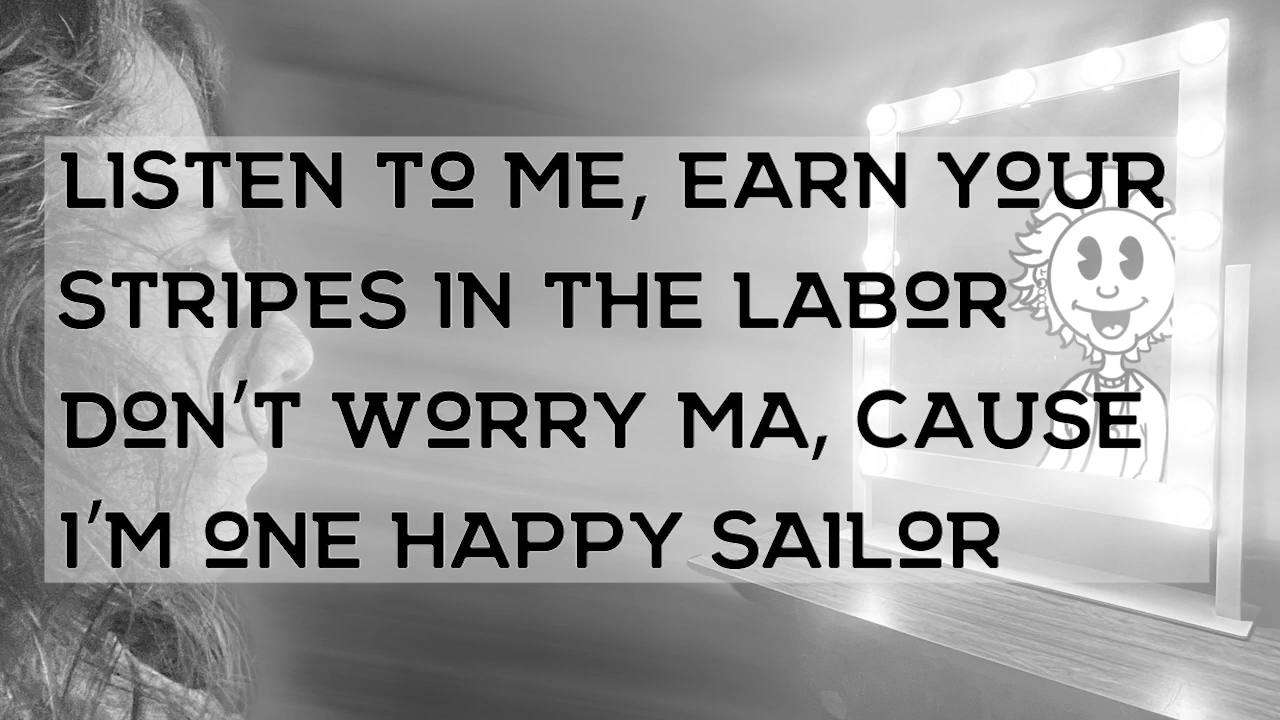 LISTEN TO ME, EARN YOUR
STRIPES IN THE LABOR
DON'T WORRY MA, CAUSE
I'M ONE HAPPY SAILOR